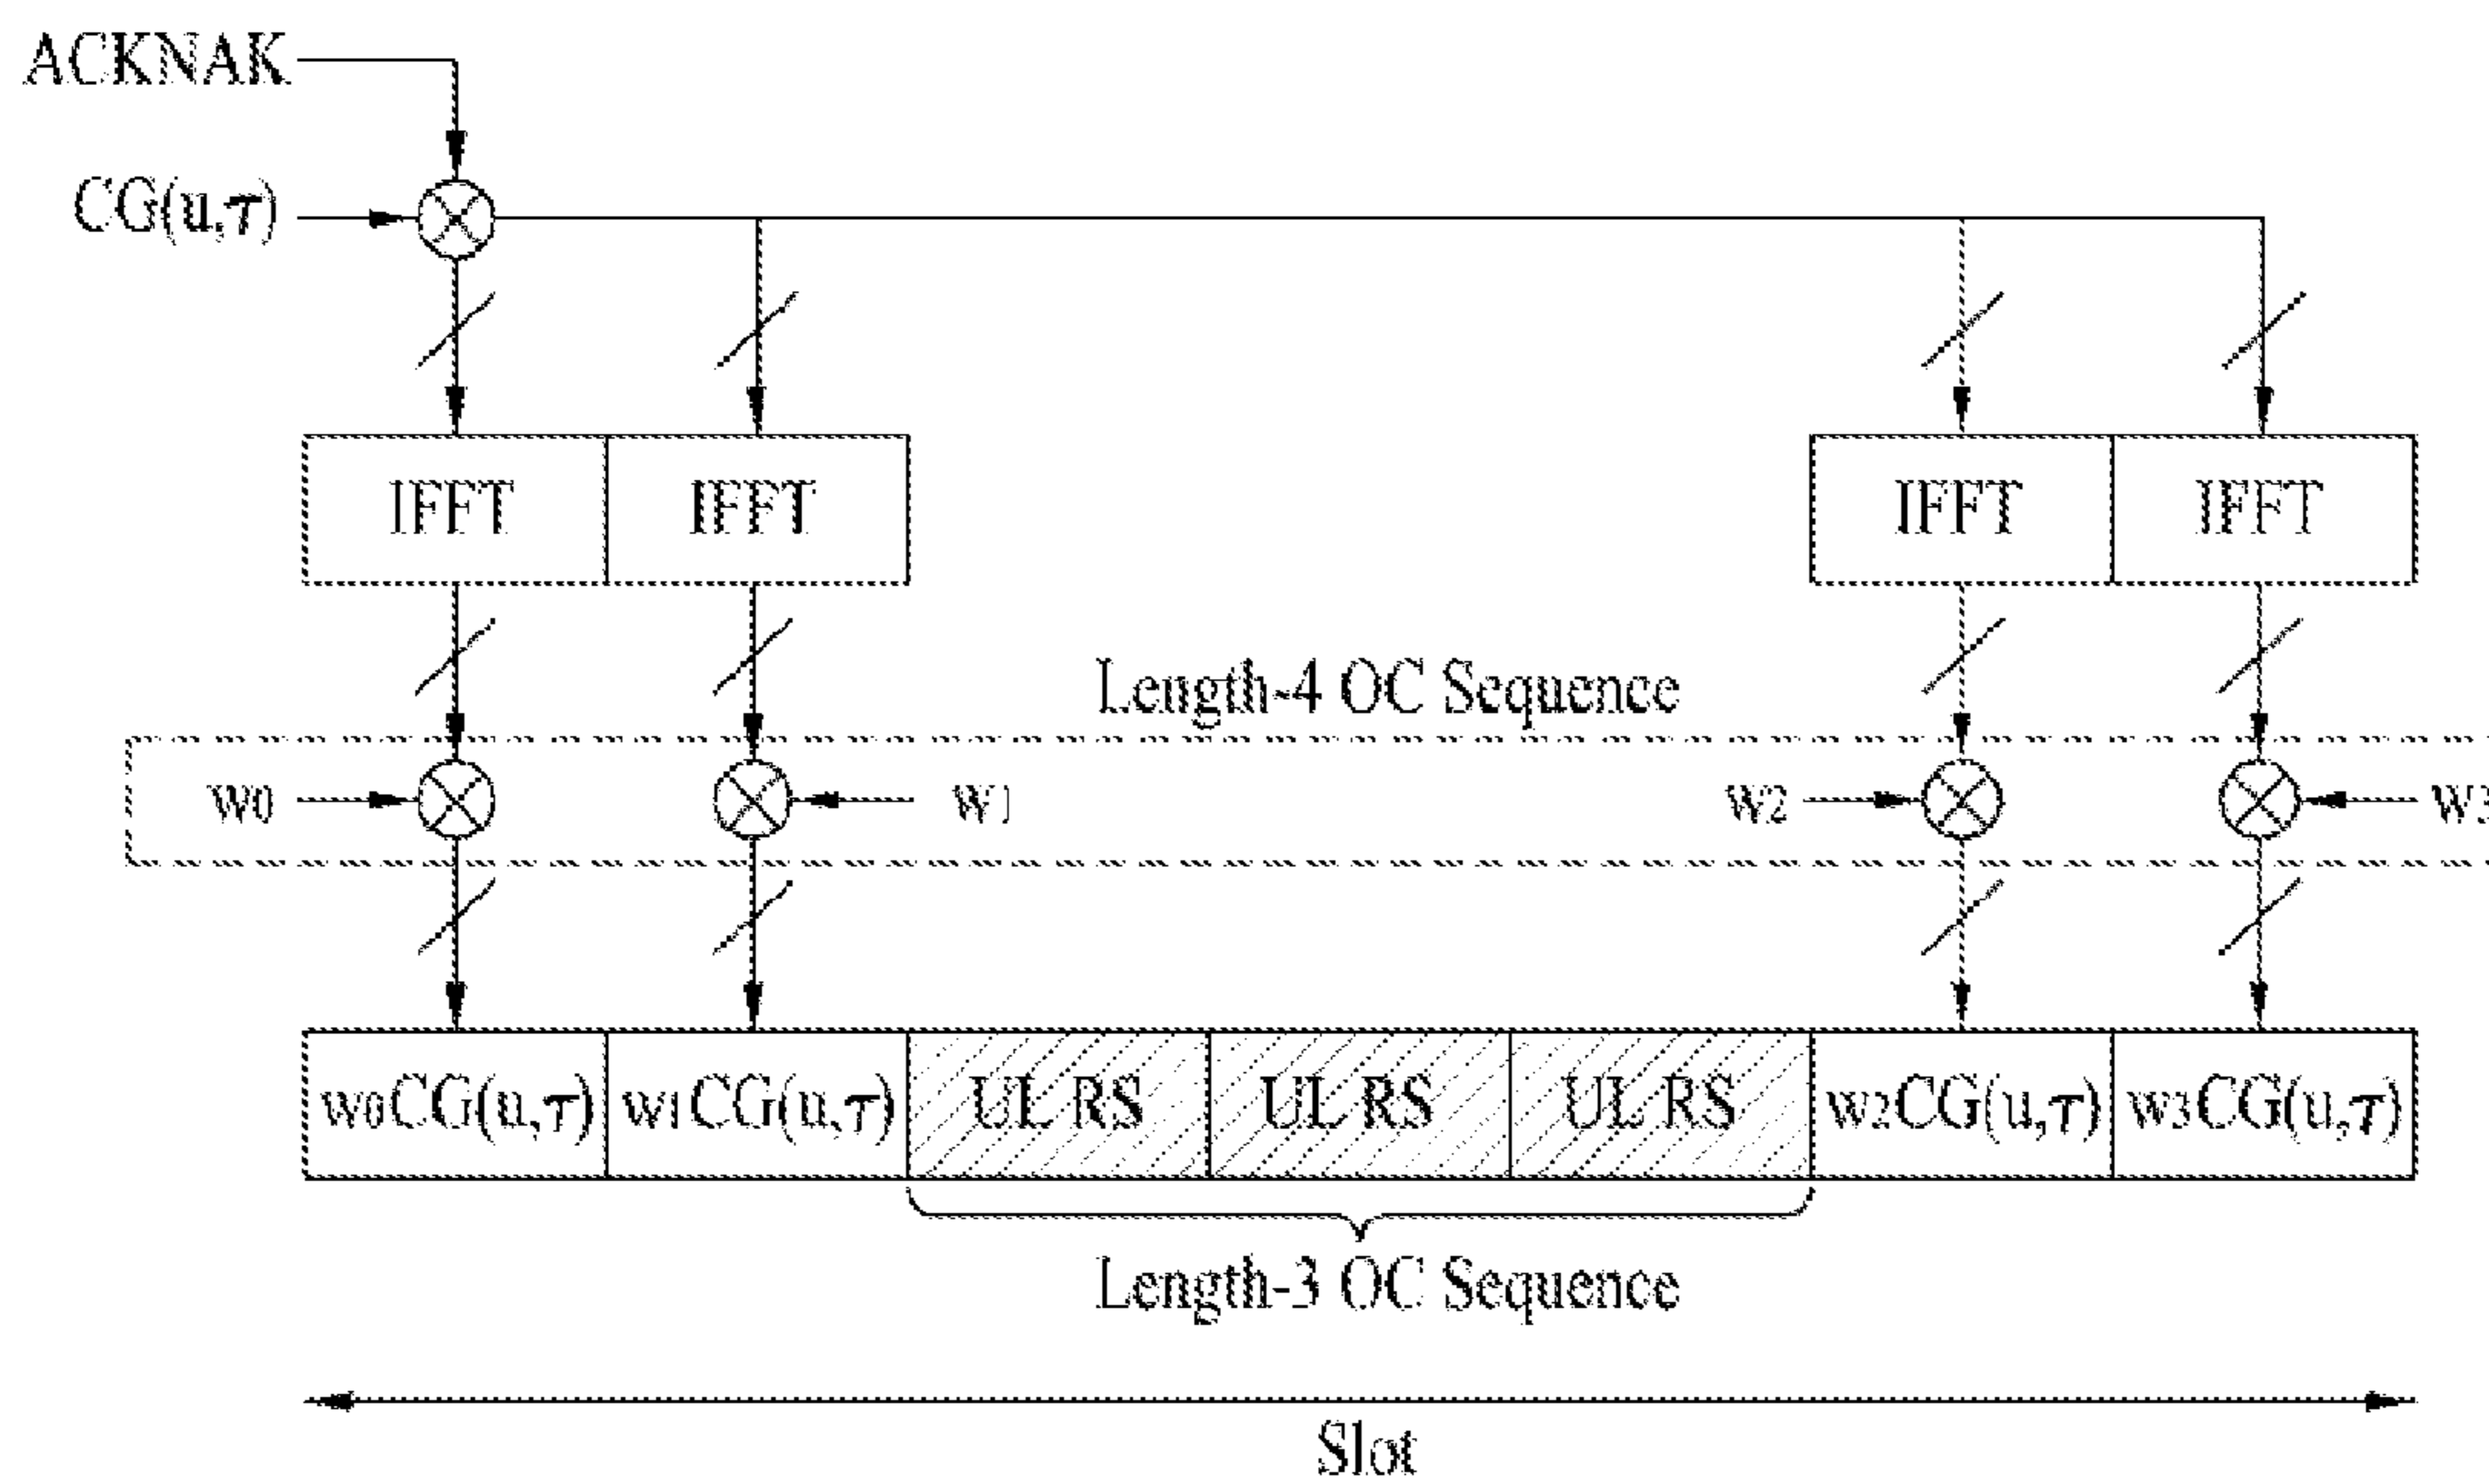 ACKNAK
CG(u,τ)
IFFT IFFT IFFT IFFT
Length-4 OC Sequence
w0 w1 w2 w3
w0CG(u,τ) w1CG(u,τ) UL RS UL RS UL RS w2CG(u,τ) w3CG(u,τ)
Length-3 OC Sequence
Slot